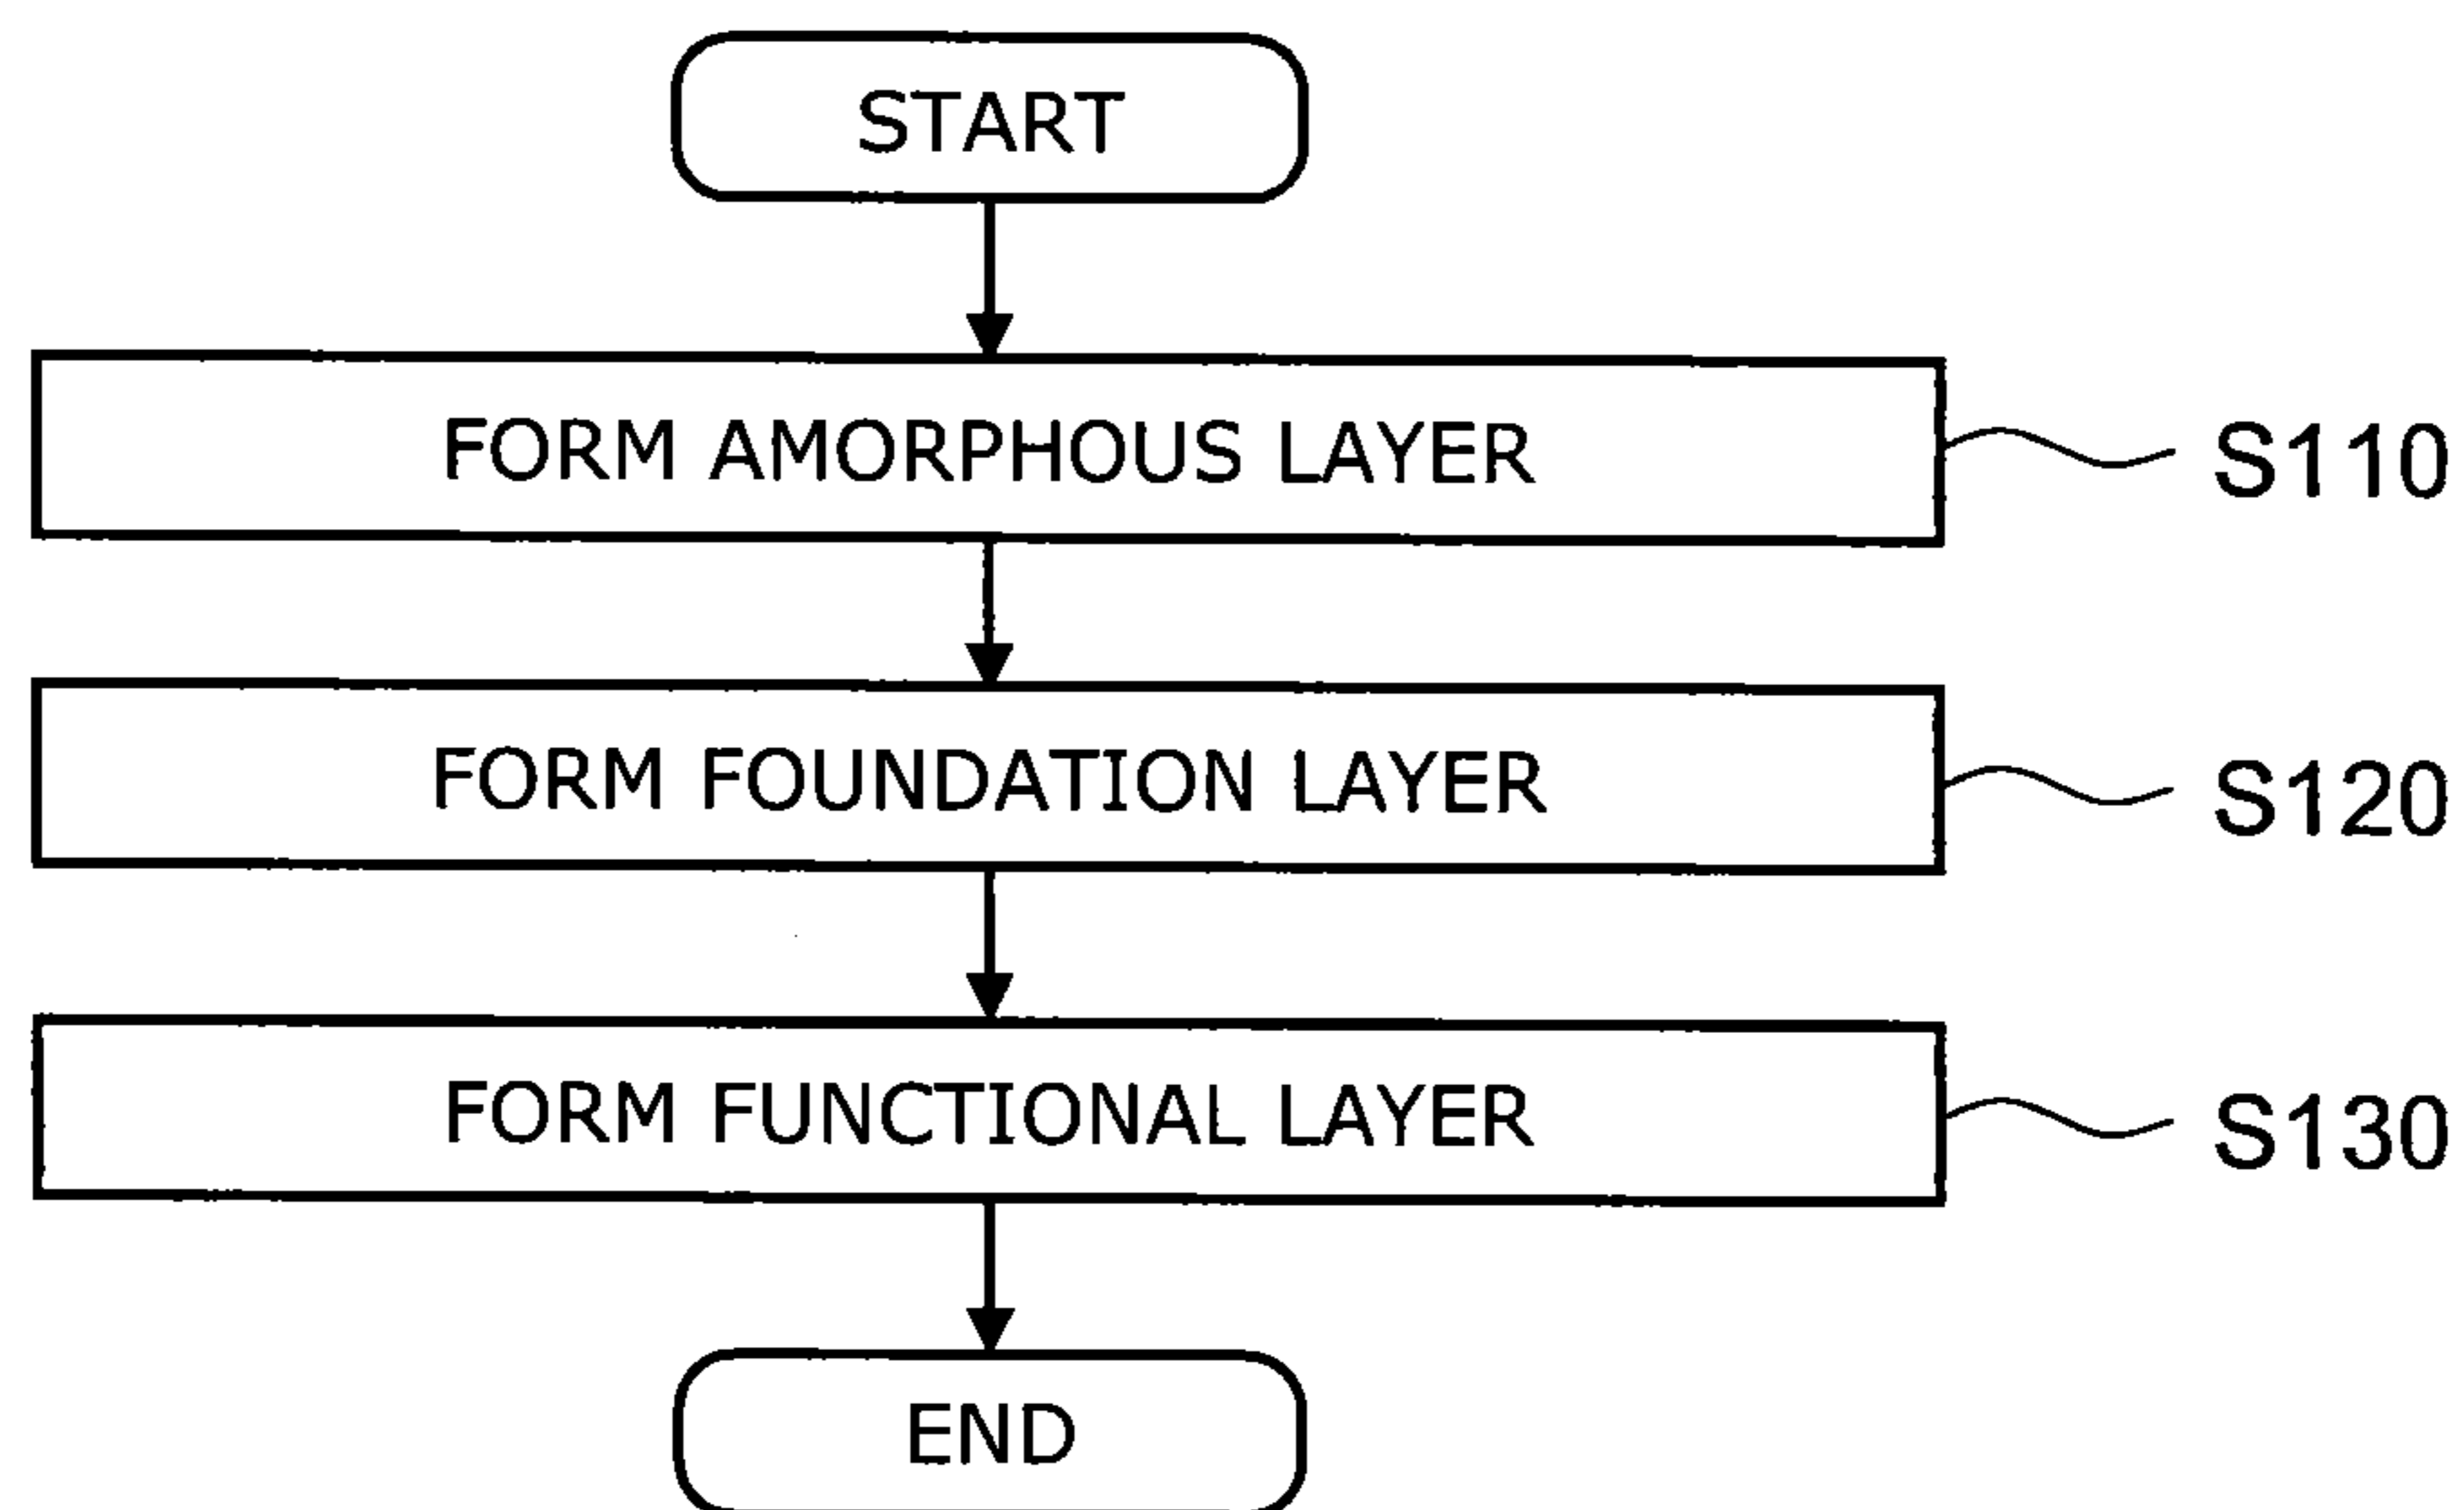 START
FORM AMORPHOUS LAYER
S110
FORM FOUNDATION LAYER
S120
FORM FUNCTIONAL LAYER
S130
END